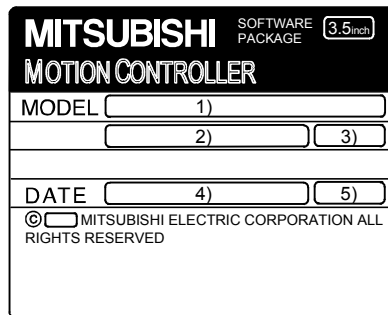 MITSUBISHI SOFTWARE PACKAGE 3.5inch
MOTION CONTROLLER
MODEL 1)
2) 3)
DATE 4) 5)
© MITSUBISHI ELECTRIC CORPORATION ALL
RIGHTS RESERVED